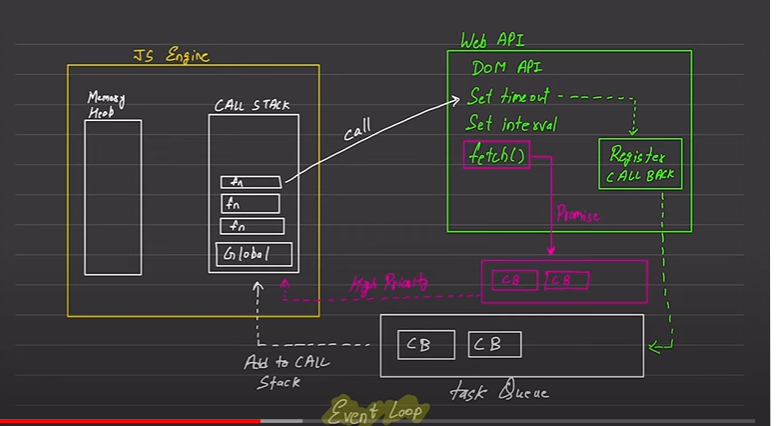 JS Engine
Memory
Heab
CALL STACK
fn
fn
fn
Global
call
Web API
DOM API
Set timeout
Set interval
fetch()
Register
CALL BACK
Promise
High Priority
CB
CB
CB
CB
Add to CALL
Stack
task Queue
Event Loop